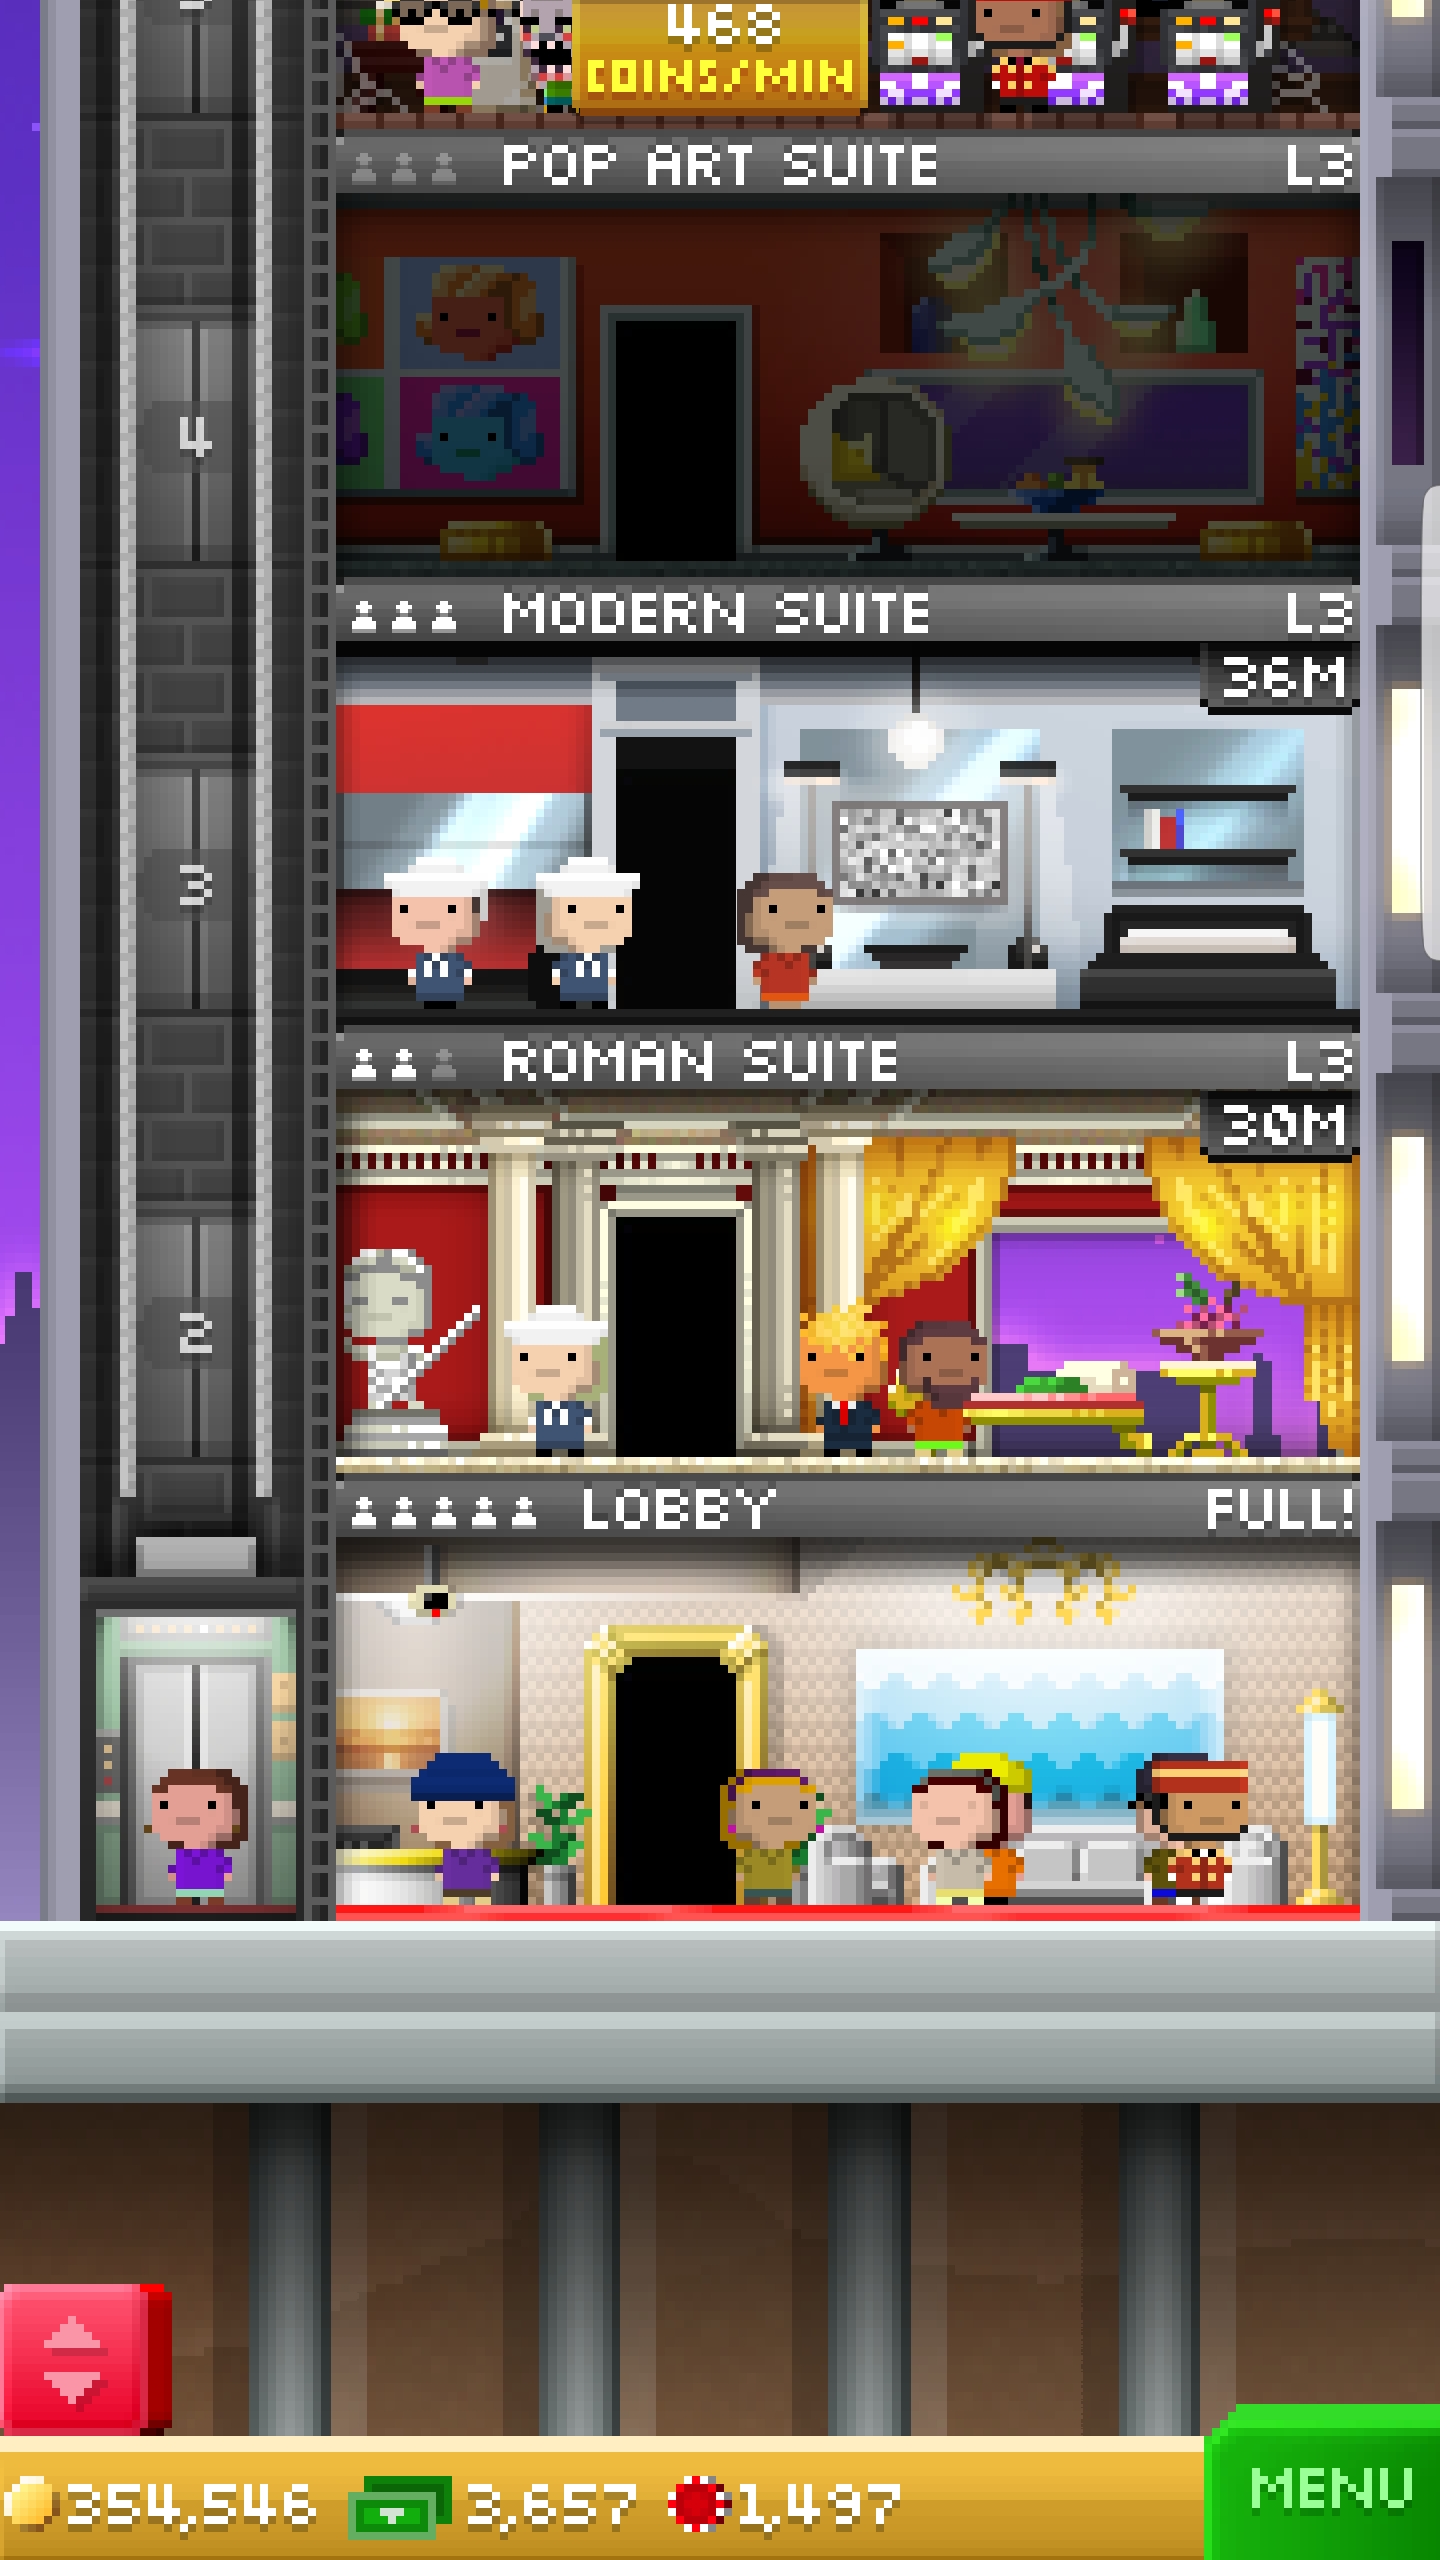 468
COINS/MIN
POP ART SUITE L3
4
MODERN SUITE L3
36M
3
ROMAN SUITE L3
30M
2
LOBBY FULL!
354,546 3,657 1,497
MENU